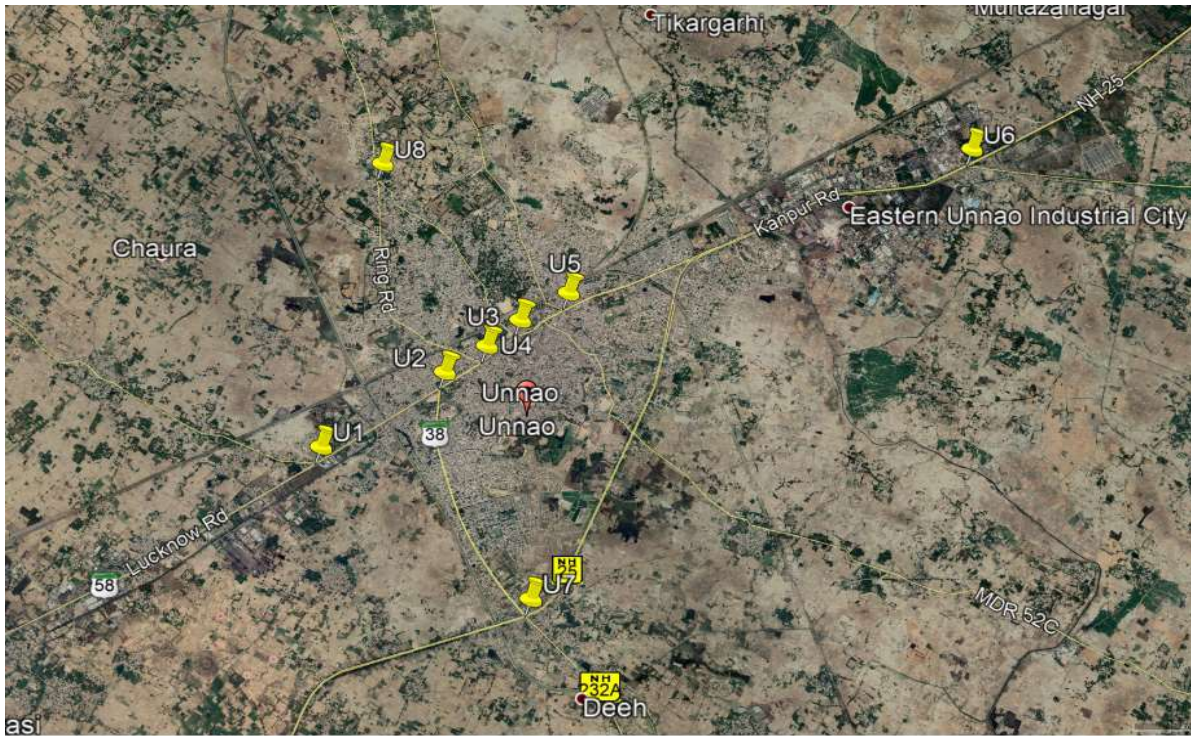 Tikargarhi
Murtazanagar
NH-25
U6
U8
Kanpur Rd
Eastern Unnao Industrial City
Chaura
Ring Rd
U5
U3
U4
U2
Unnao
Unnao
U1
38
Lucknow Rd
58
NH
25
U7
MDR 52C
NH
232A
Deeh
asi